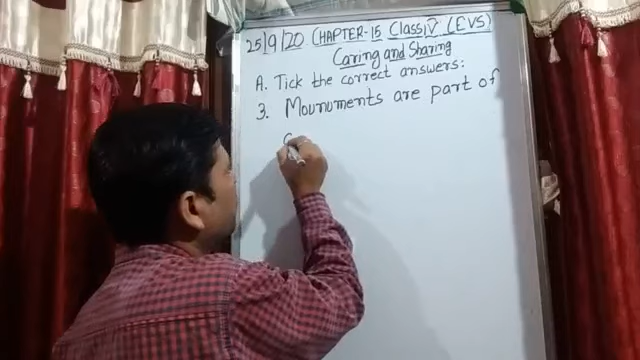 25/9/20 CHAPTER-15 Class IV (EVS)
Caring and Sharing
A. Tick the correct answers:
3. Mounuments are part of